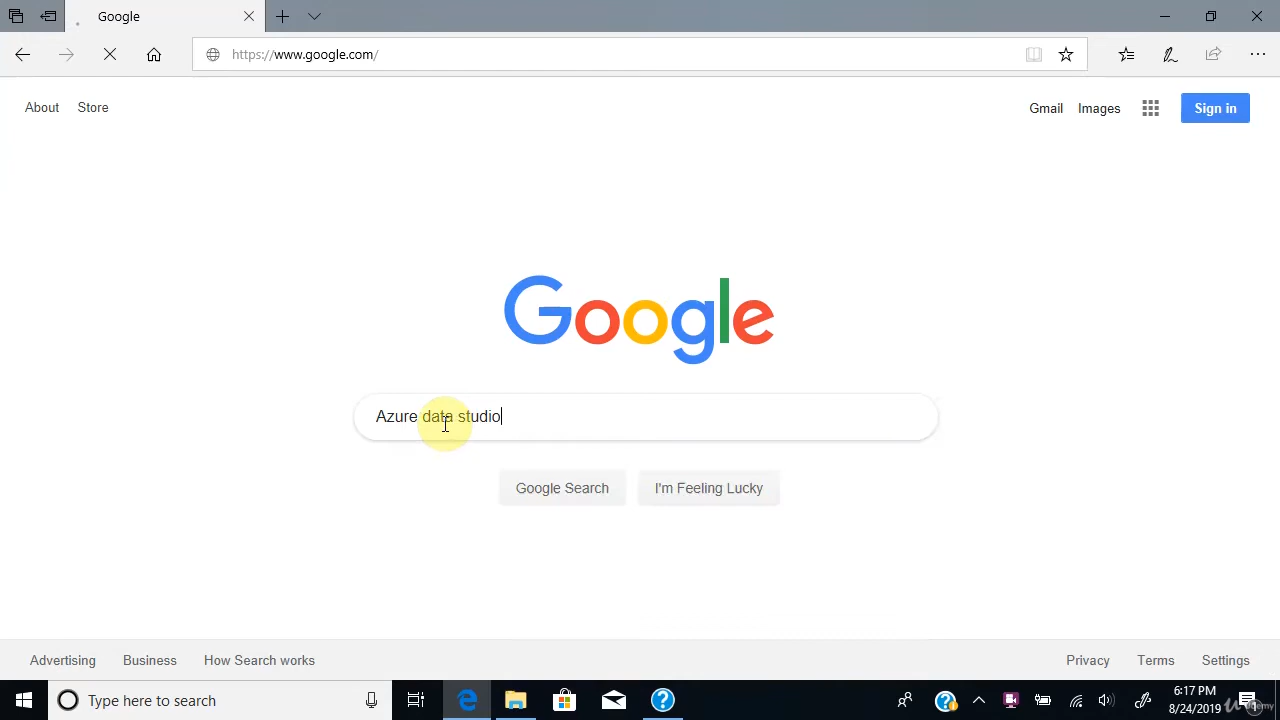 Google
https://www.google.com/
About Store
Gmail Images Sign in
Google
Azure data studio
Google Search I'm Feeling Lucky
Advertising Business How Search works
Privacy Terms Settings
Type here to search
6:17 PM
8/24/2019